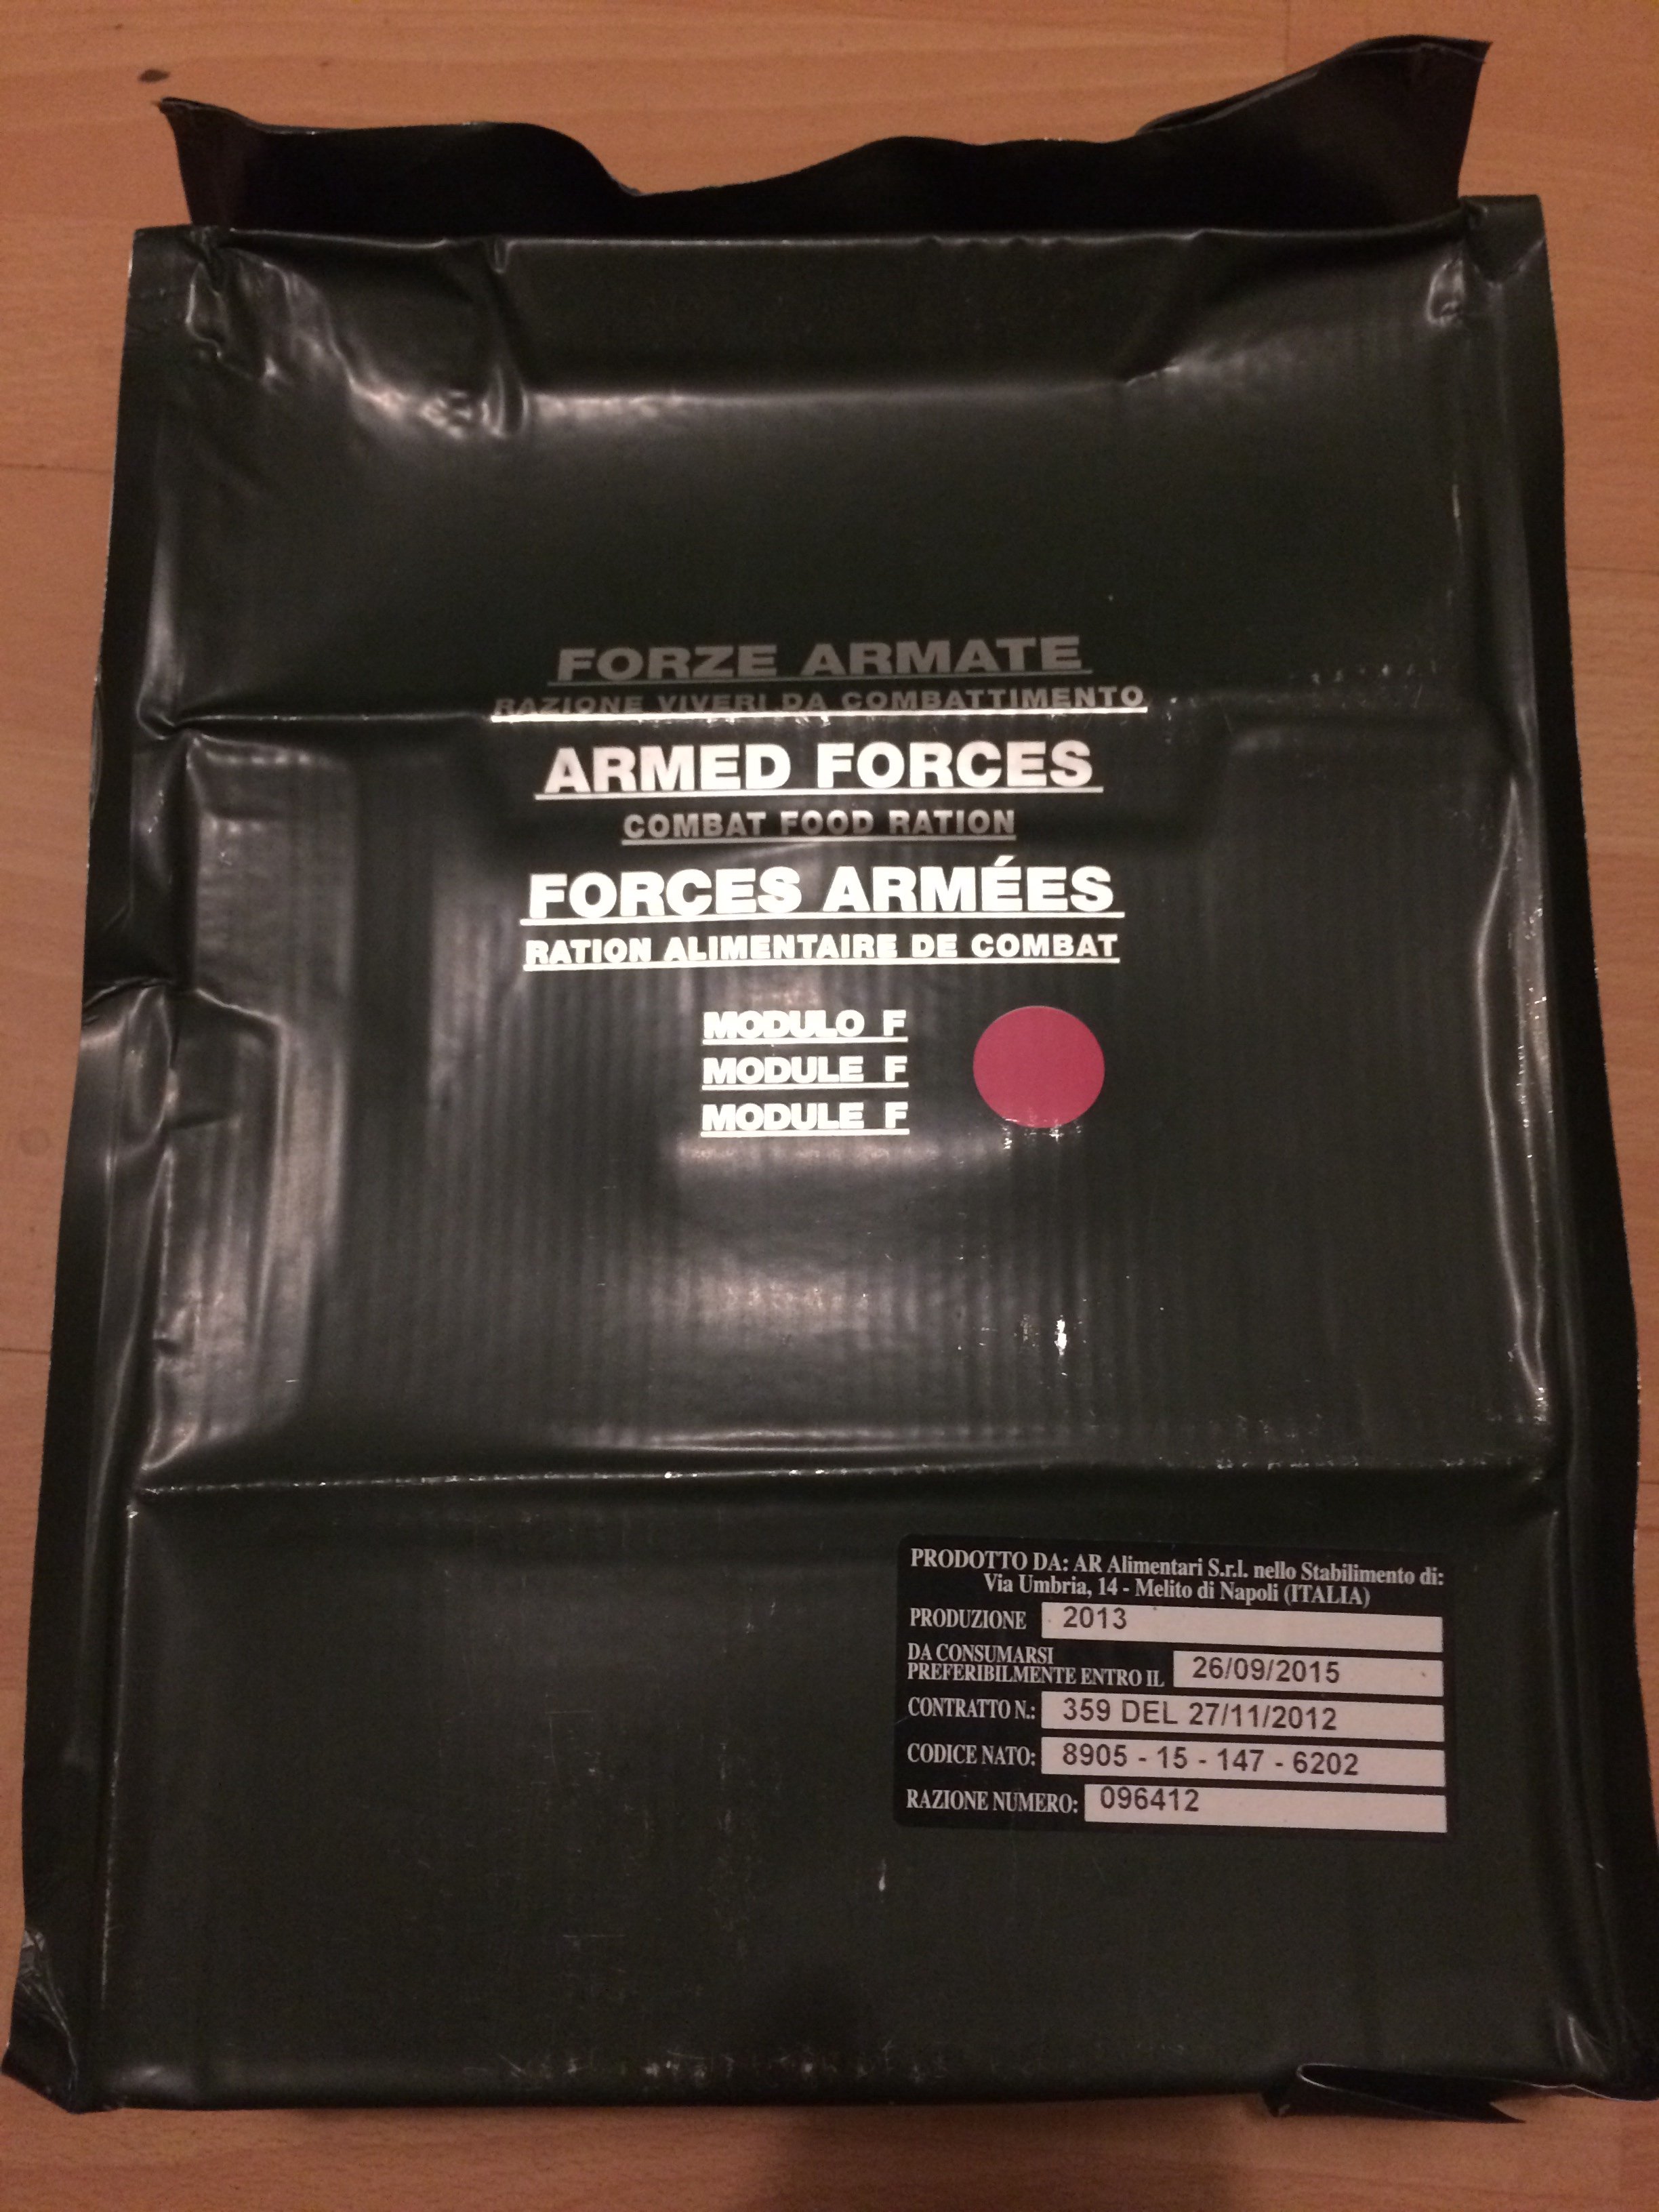 FORZE ARMATE
RAZIONE VIVERI DA COMBATTIMENTO
ARMED FORCES
COMBAT FOOD RATION
FORCES ARMÉES
RATION ALIMENTAIRE DE COMBAT
MODULO F
MODULE F
MODULE F
PRODOTTO DA: AR Alimentari S.r.l. nello Stabilimento di:
Via Umbria, 14 - Melito di Napoli (ITALIA)
PRODUZIONE 2013
DA CONSUMARSI
PREFERIBILMENTE ENTRO IL 26/09/2015
CONTRATTO N.: 359 DEL 27/11/2012
CODICE NATO: 8905 - 15 - 147 - 6202
RAZIONE NUMERO: 096412